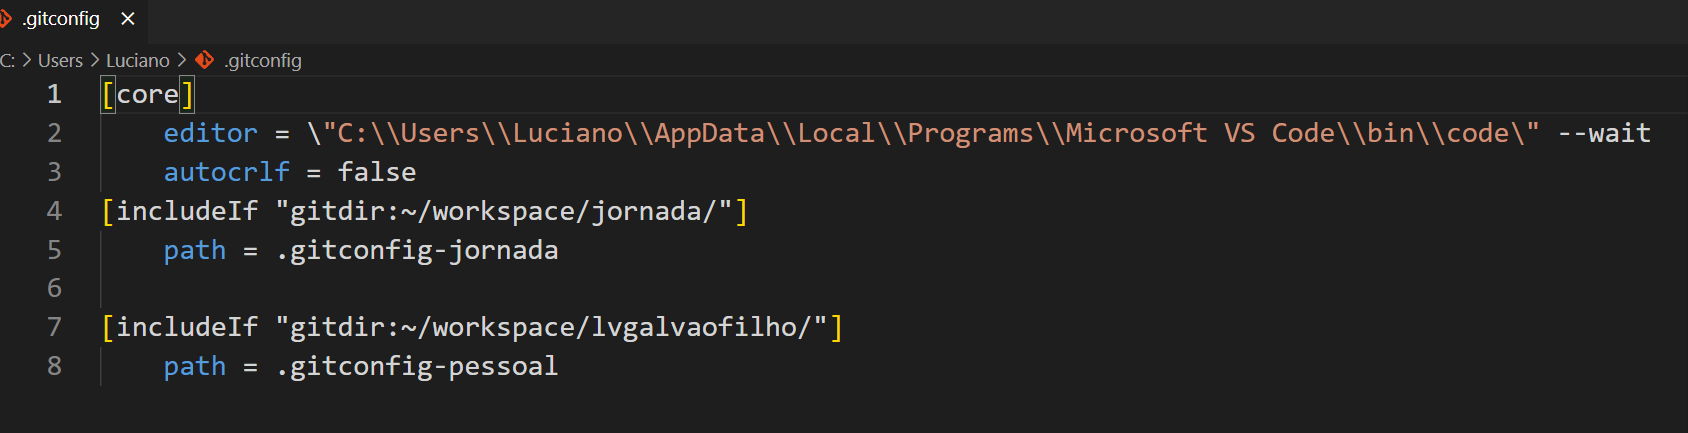 .gitconfig ×
C: > Users > Luciano > .gitconfig
1 [core]
2 editor = \"C:\\Users\\Luciano\\AppData\\Local\\Programs\\Microsoft VS Code\\bin\\code\" --wait
3 autocrlf = false
4 [includeIf "gitdir:~/workspace/jornada/"]
5 path = .gitconfig-jornada
6
7 [includeIf "gitdir:~/workspace/lvgalvaofilho/"]
8 path = .gitconfig-pessoal